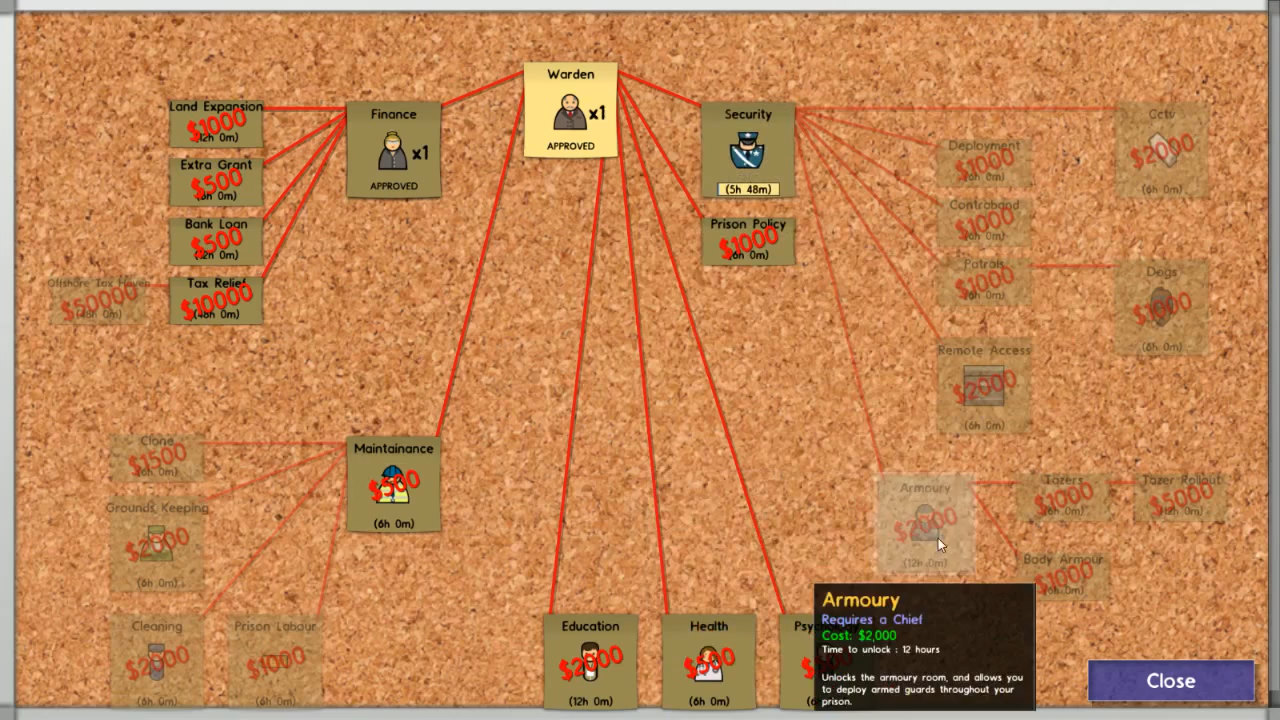 Warden
x1
APPROVED
Land Expansion
$1000
(12h 0m)
Finance
x1
APPROVED
Security
(5h 48m)
Cctv
$2000
(6h 0m)
Extra Grant
$500
(6h 0m)
Bank Loan
$500
(12h 0m)
Tax Relief
$10000
(48h 0m)
Offshore Tax Haven
$50000
(48h 0m)
Prison Policy
$1000
(6h 0m)
Deployment
$1000
(6h 0m)
Contraband
$1000
(6h 0m)
Patrols
$1000
(6h 0m)
Dogs
$1000
(6h 0m)
Remote Access
$2000
(6h 0m)
Clone
$1500
(6h 0m)
Maintainance
$500
(6h 0m)
Grounds Keeping
$2000
(6h 0m)
Cleaning
$2000
(6h 0m)
Prison Labour
$1000
(6h 0m)
Armoury
$2000
(12h 0m)
Tazers
$1000
(6h 0m)
Tazer Rollout
$5000
(12h 0m)
Body Armour
$1000
(6h 0m)
Education
$2000
(12h 0m)
Health
$500
(6h 0m)
Armoury
Requires a Chief
Cost: $2,000
Time to unlock : 12 hours
Unlocks the armoury room, and allows you
to deploy armed guards throughout your
prison.
Close